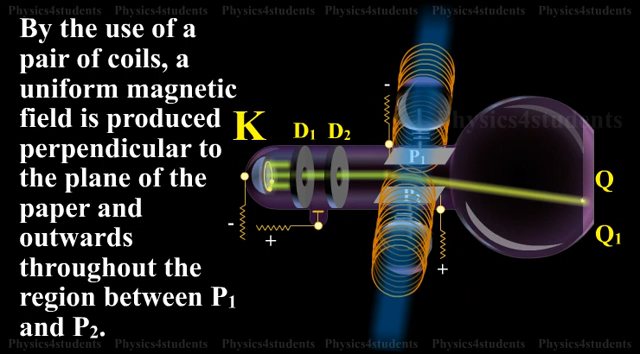 Physics4students Physics4students Physics4students Physics4students Physics4students Physics4students
By the use of a
pair of coils, a
uniform magnetic
field is produced
perpendicular to
the plane of the
paper and
outwards
throughout the
region between P1
and P2.
K
D1 D2
-
Physics4students
P1
P2
Q
Q1
-
+
+
Physics4students Physics4students Physics4students Physics4students Physics4students Physics4students